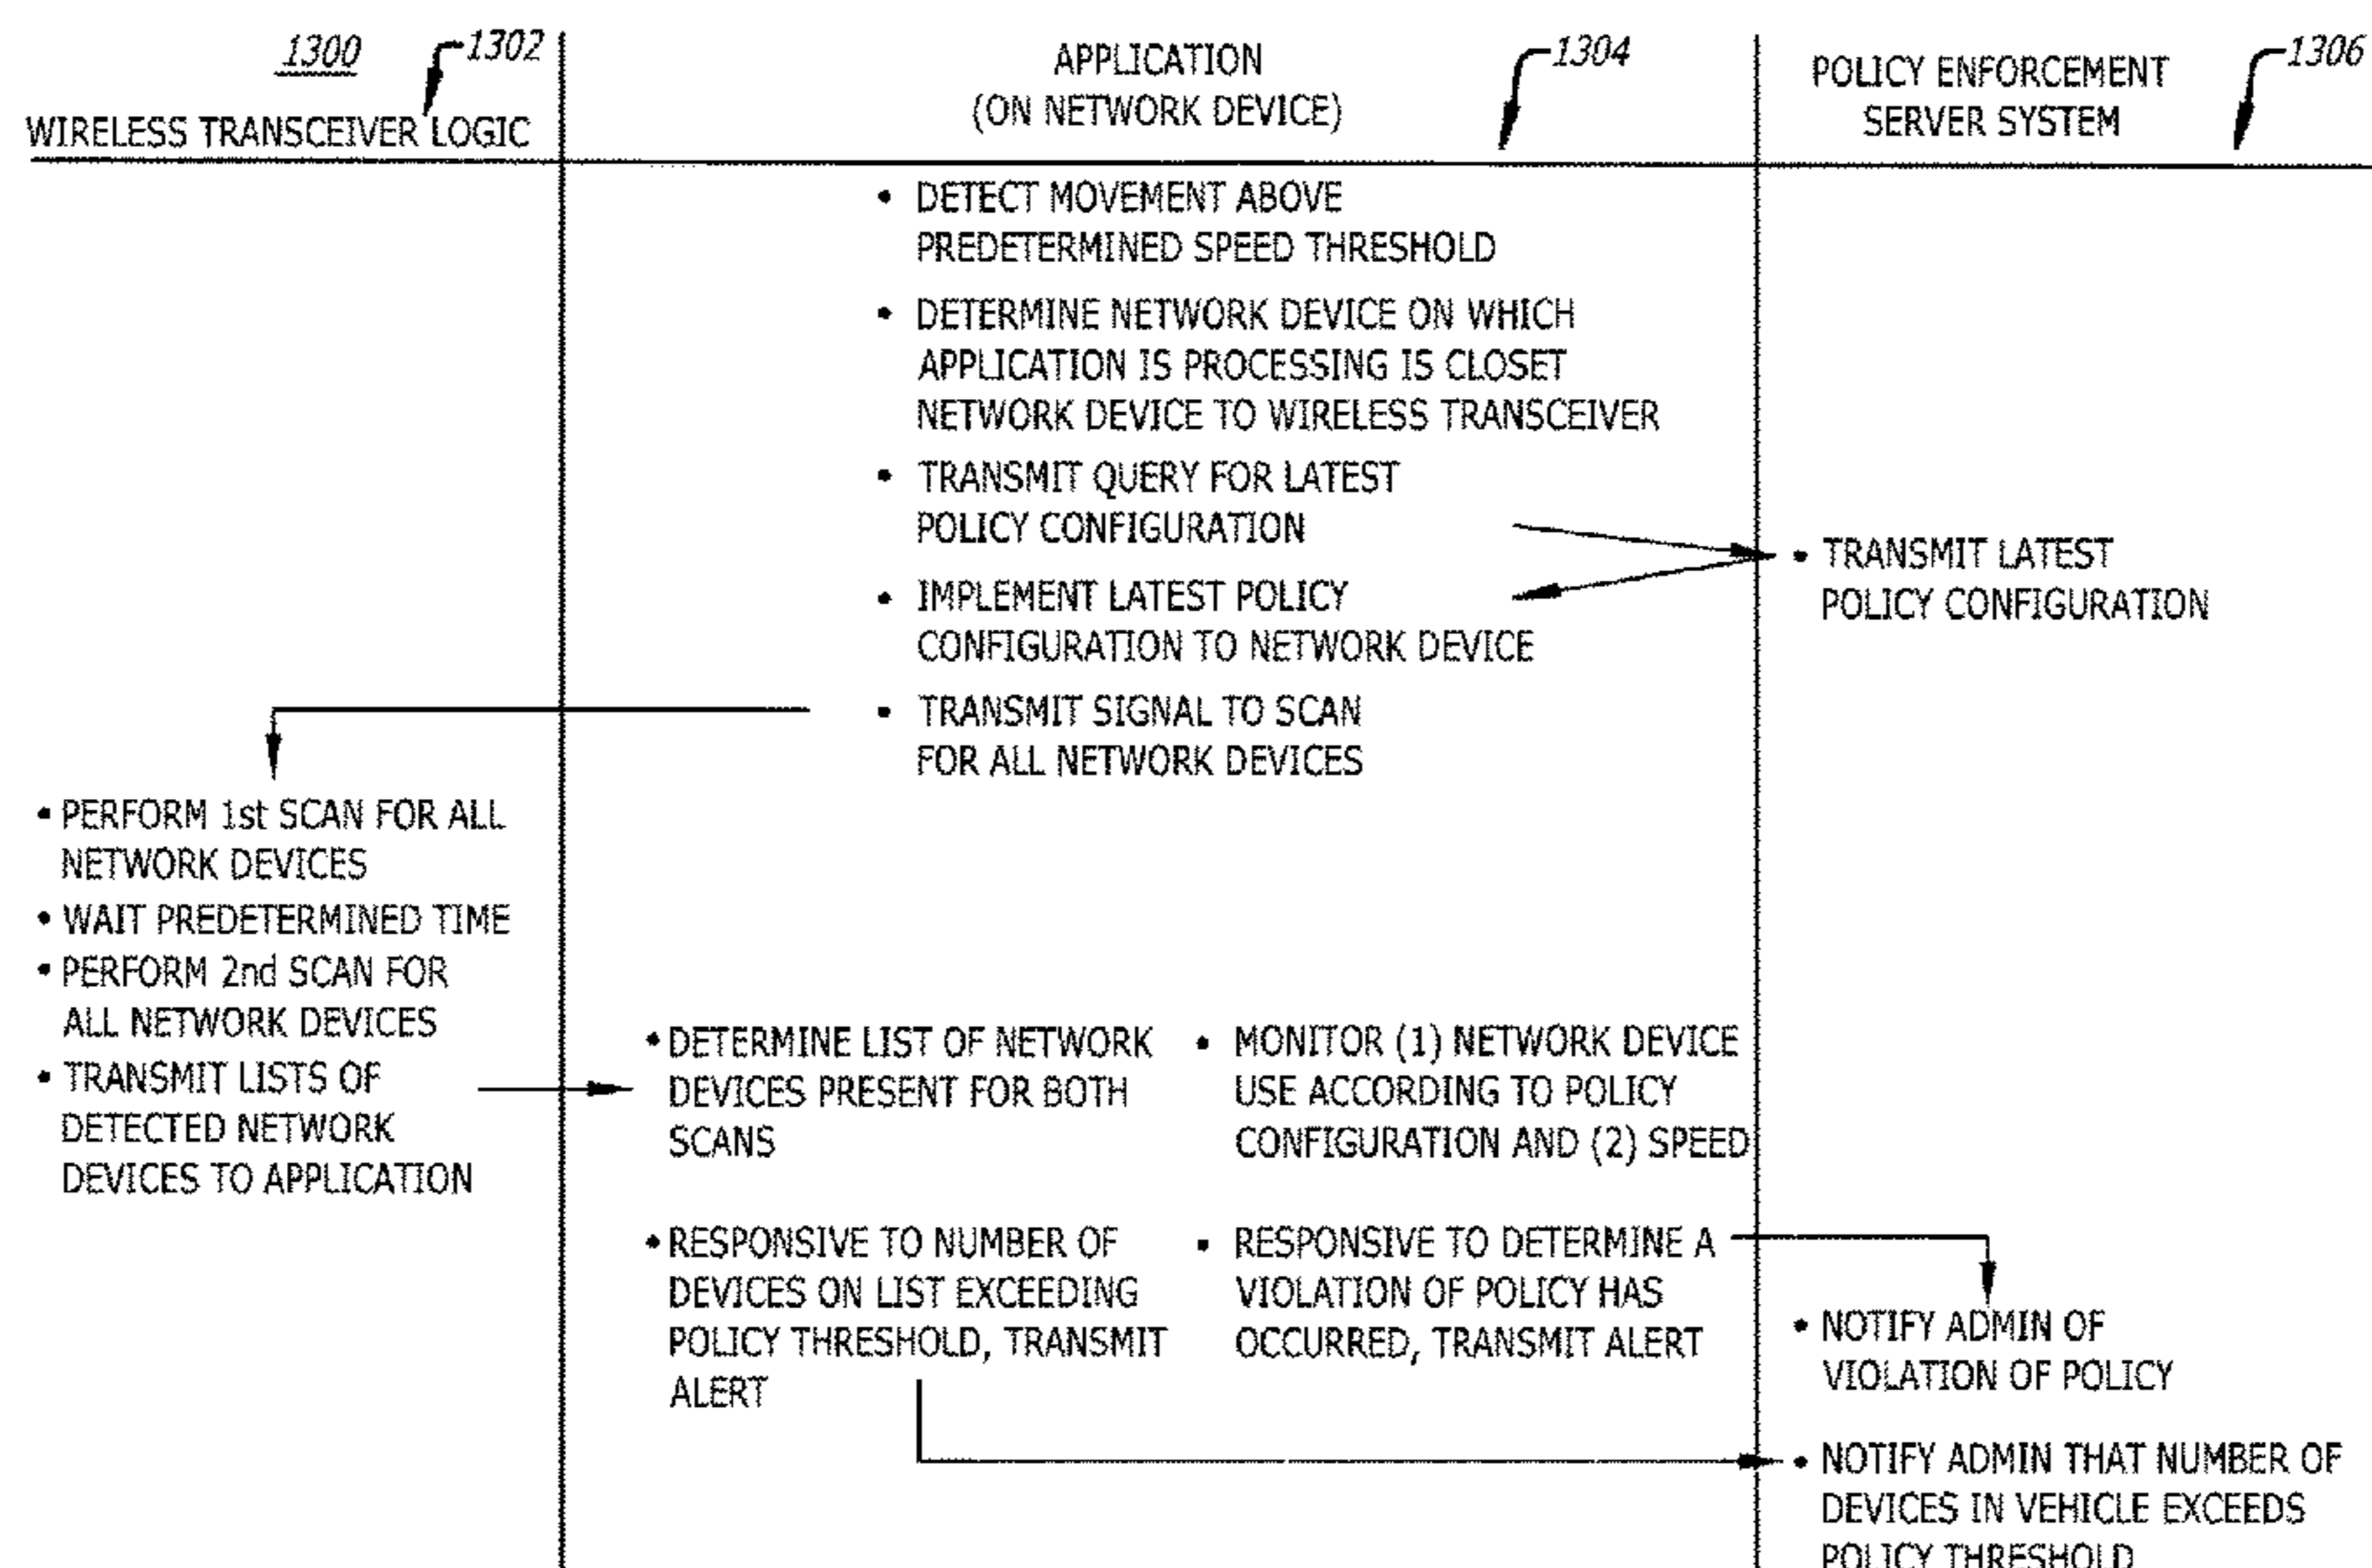 1300
1302
WIRELESS TRANSCEIVER LOGIC
APPLICATION
(ON NETWORK DEVICE)
1304
POLICY ENFORCEMENT
SERVER SYSTEM
1306
• DETECT MOVEMENT ABOVE
PREDETERMINED SPEED THRESHOLD
• DETERMINE NETWORK DEVICE ON WHICH
APPLICATION IS PROCESSING IS CLOSET
NETWORK DEVICE TO WIRELESS TRANSCEIVER
• TRANSMIT QUERY FOR LATEST
POLICY CONFIGURATION
• TRANSMIT LATEST
POLICY CONFIGURATION
• IMPLEMENT LATEST POLICY
CONFIGURATION TO NETWORK DEVICE
• TRANSMIT SIGNAL TO SCAN
FOR ALL NETWORK DEVICES
• PERFORM 1st SCAN FOR ALL
NETWORK DEVICES
• WAIT PREDETERMINED TIME
• PERFORM 2nd SCAN FOR
ALL NETWORK DEVICES
• TRANSMIT LISTS OF
DETECTED NETWORK
DEVICES TO APPLICATION
• DETERMINE LIST OF NETWORK
DEVICES PRESENT FOR BOTH
SCANS
• RESPONSIVE TO NUMBER OF
DEVICES ON LIST EXCEEDING
POLICY THRESHOLD, TRANSMIT
ALERT
• MONITOR (1) NETWORK DEVICE
USE ACCORDING TO POLICY
CONFIGURATION AND (2) SPEED
• RESPONSIVE TO DETERMINE A
VIOLATION OF POLICY HAS
OCCURRED, TRANSMIT ALERT
• NOTIFY ADMIN OF
VIOLATION OF POLICY
• NOTIFY ADMIN THAT NUMBER OF
DEVICES IN VEHICLE EXCEEDS
POLICY THRESHOLD